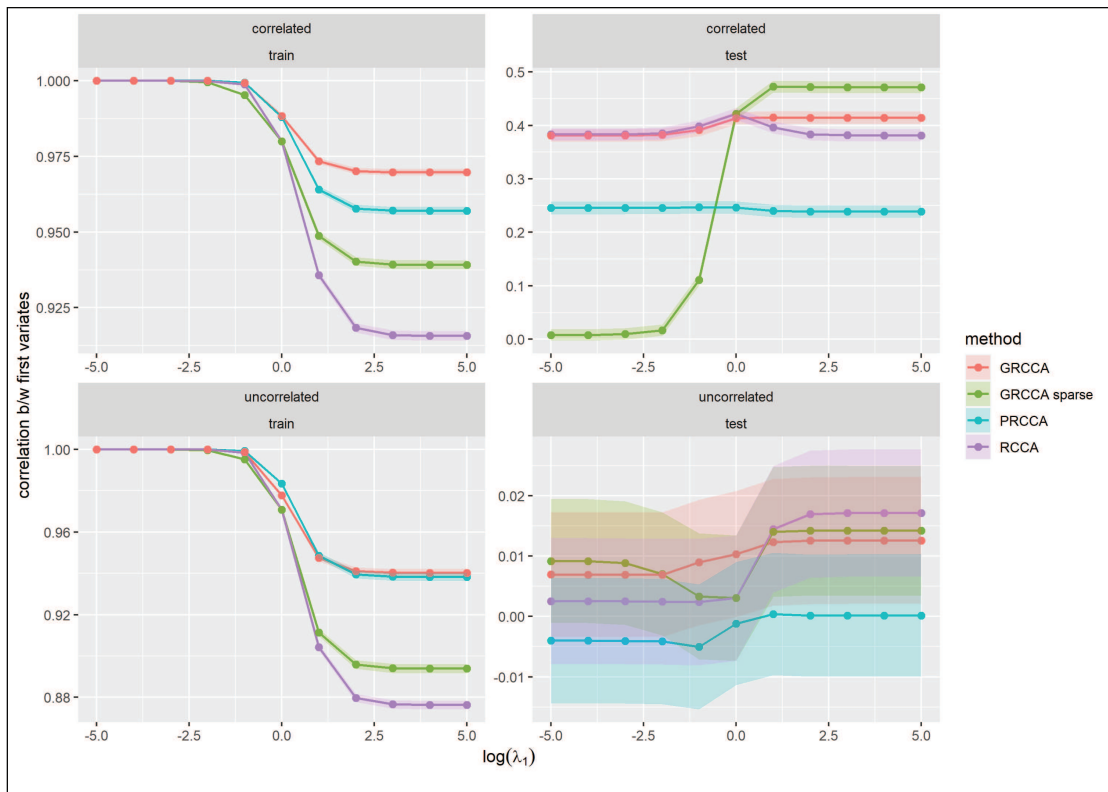 correlated
train
correlated
test
1.000
0.975
0.950
0.925
0.5
0.4
0.3
0.2
0.1
0.0
-5.0 -2.5 0.0 2.5 5.0
-5.0 -2.5 0.0 2.5 5.0
uncorrelated
train
uncorrelated
test
1.00
0.96
0.92
0.88
0.02
0.01
0.00
-0.01
-5.0 -2.5 0.0 2.5 5.0
-5.0 -2.5 0.0 2.5 5.0
correlation b/w first variates
log(λ₁)
method
GRCCA
GRCCA sparse
PRCCA
RCCA